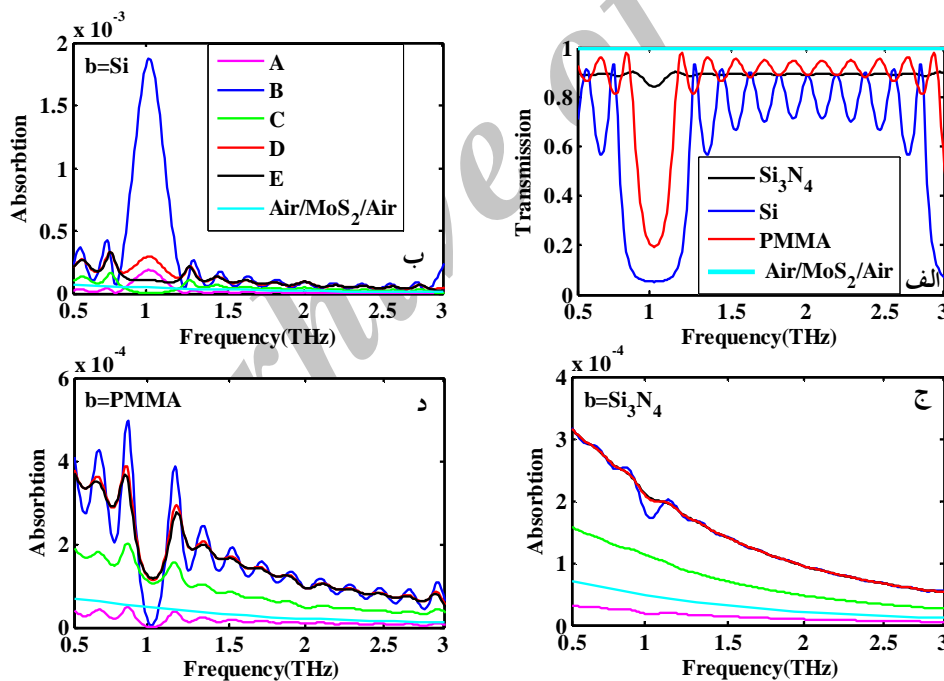 x 10⁻³
b=Si
A
B
C
D
E
Air/MoS₂/Air
ب
Absorbtion
2
1.5
1
0.5
0
0.5 1 1.5 2 2.5 3
Frequency(THz)
Transmission
1
0.8
0.6
0.4
0.2
0
Si₃N₄
Si
PMMA
Air/MoS₂/Air
الف
0.5 1 1.5 2 2.5 3
Frequency(THz)
x 10⁻⁴
b=PMMA
د
Absorbtion
6
4
2
0
0.5 1.0 1.5 2 2.5 3
Frequency(THz)
x 10⁻⁴
b=Si₃N₄
ج
Absorbtion
4
3
2
1
0
0.5 1.0 1.5 2 2.5 3
Frequency(THz)